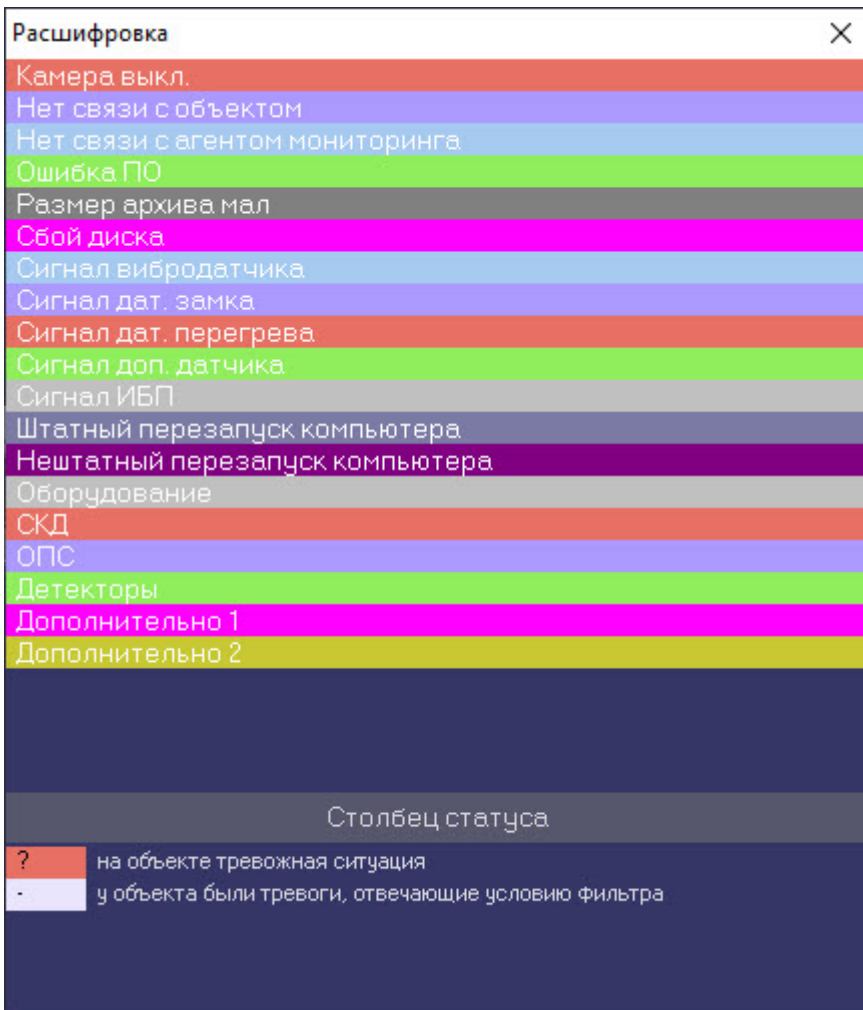 Расшифровка
Камера выкл.
Нет связи с объектом
Нет связи с агентом мониторинга
Ошибка ПО
Размер архива мал
Сбой диска
Сигнал вибродатчика
Сигнал дат. замка
Сигнал дат. перегрева
Сигнал доп. датчика
Сигнал ИБП
Штатный перезапуск компьютера
Нештатный перезапуск компьютера
Оборудование
СКД
ОПС
Детекторы
Дополнительно 1
Дополнительно 2
Столбец статуса
? на объекте тревожная ситуация
- у объекта были тревоги, отвечающие условию фильтра